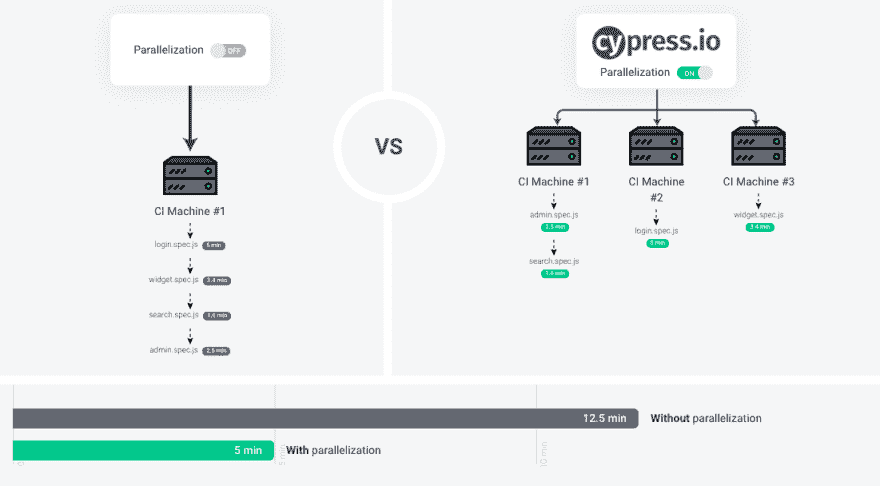 Parallelization OFF
CI Machine #1
login.spec.js 5 min
widget.spec.js 3.4 min
search.spec.js 1.6 min
admin.spec.js 2.5 min
VS
cypress.io
Parallelization ON
CI Machine #1
admin.spec.js
2.5 min
search.spec.js
1.6 min
CI Machine
#2
login.spec.js
5 min
CI Machine #3
widget.spec.js
3.4 min
12.5 min Without parallelization
5 min With parallelization
0
5 min
10 min